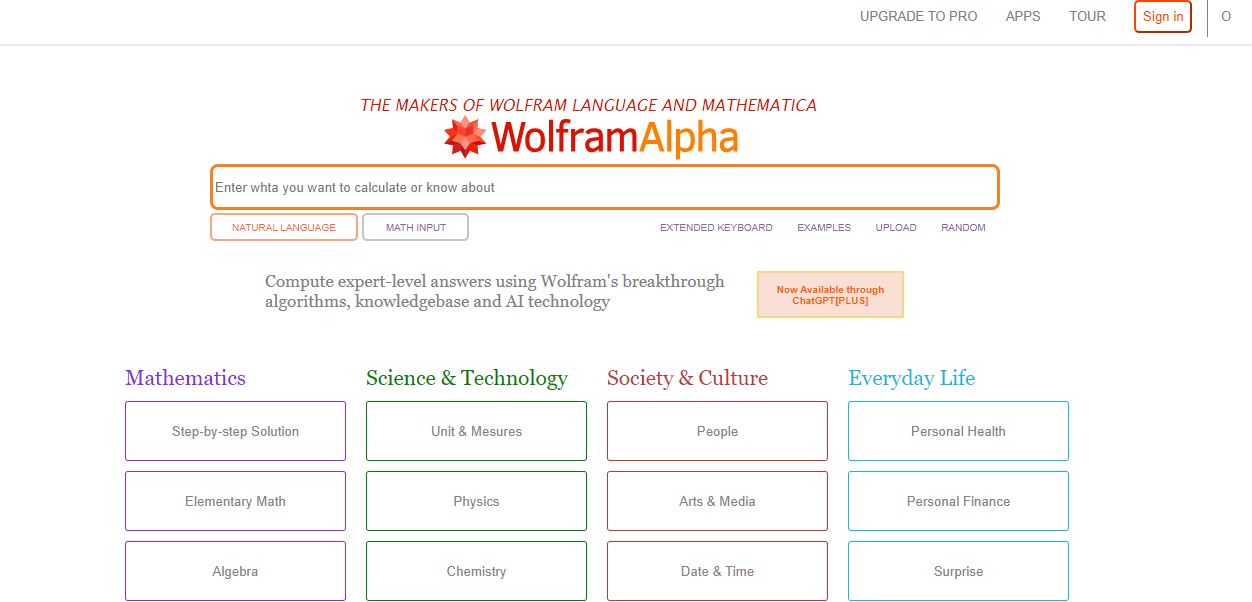 UPGRADE TO PRO APPS TOUR Sign in O
THE MAKERS OF WOLFRAM LANGUAGE AND MATHEMATICA
WolframAlpha
Enter whta you want to calculate or know about
NATURAL LANGUAGE MATH INPUT EXTENDED KEYBOARD EXAMPLES UPLOAD RANDOM
Compute expert-level answers using Wolfram's breakthrough
algorithms, knowledgebase and AI technology
Now Available through
ChatGPT[PLUS]
Mathematics Science & Technology Society & Culture Everyday Life
Step-by-step Solution Unit & Mesures People Personal Health
Elementary Math Physics Arts & Media Personal Finance
Algebra Chemistry Date & Time Surprise